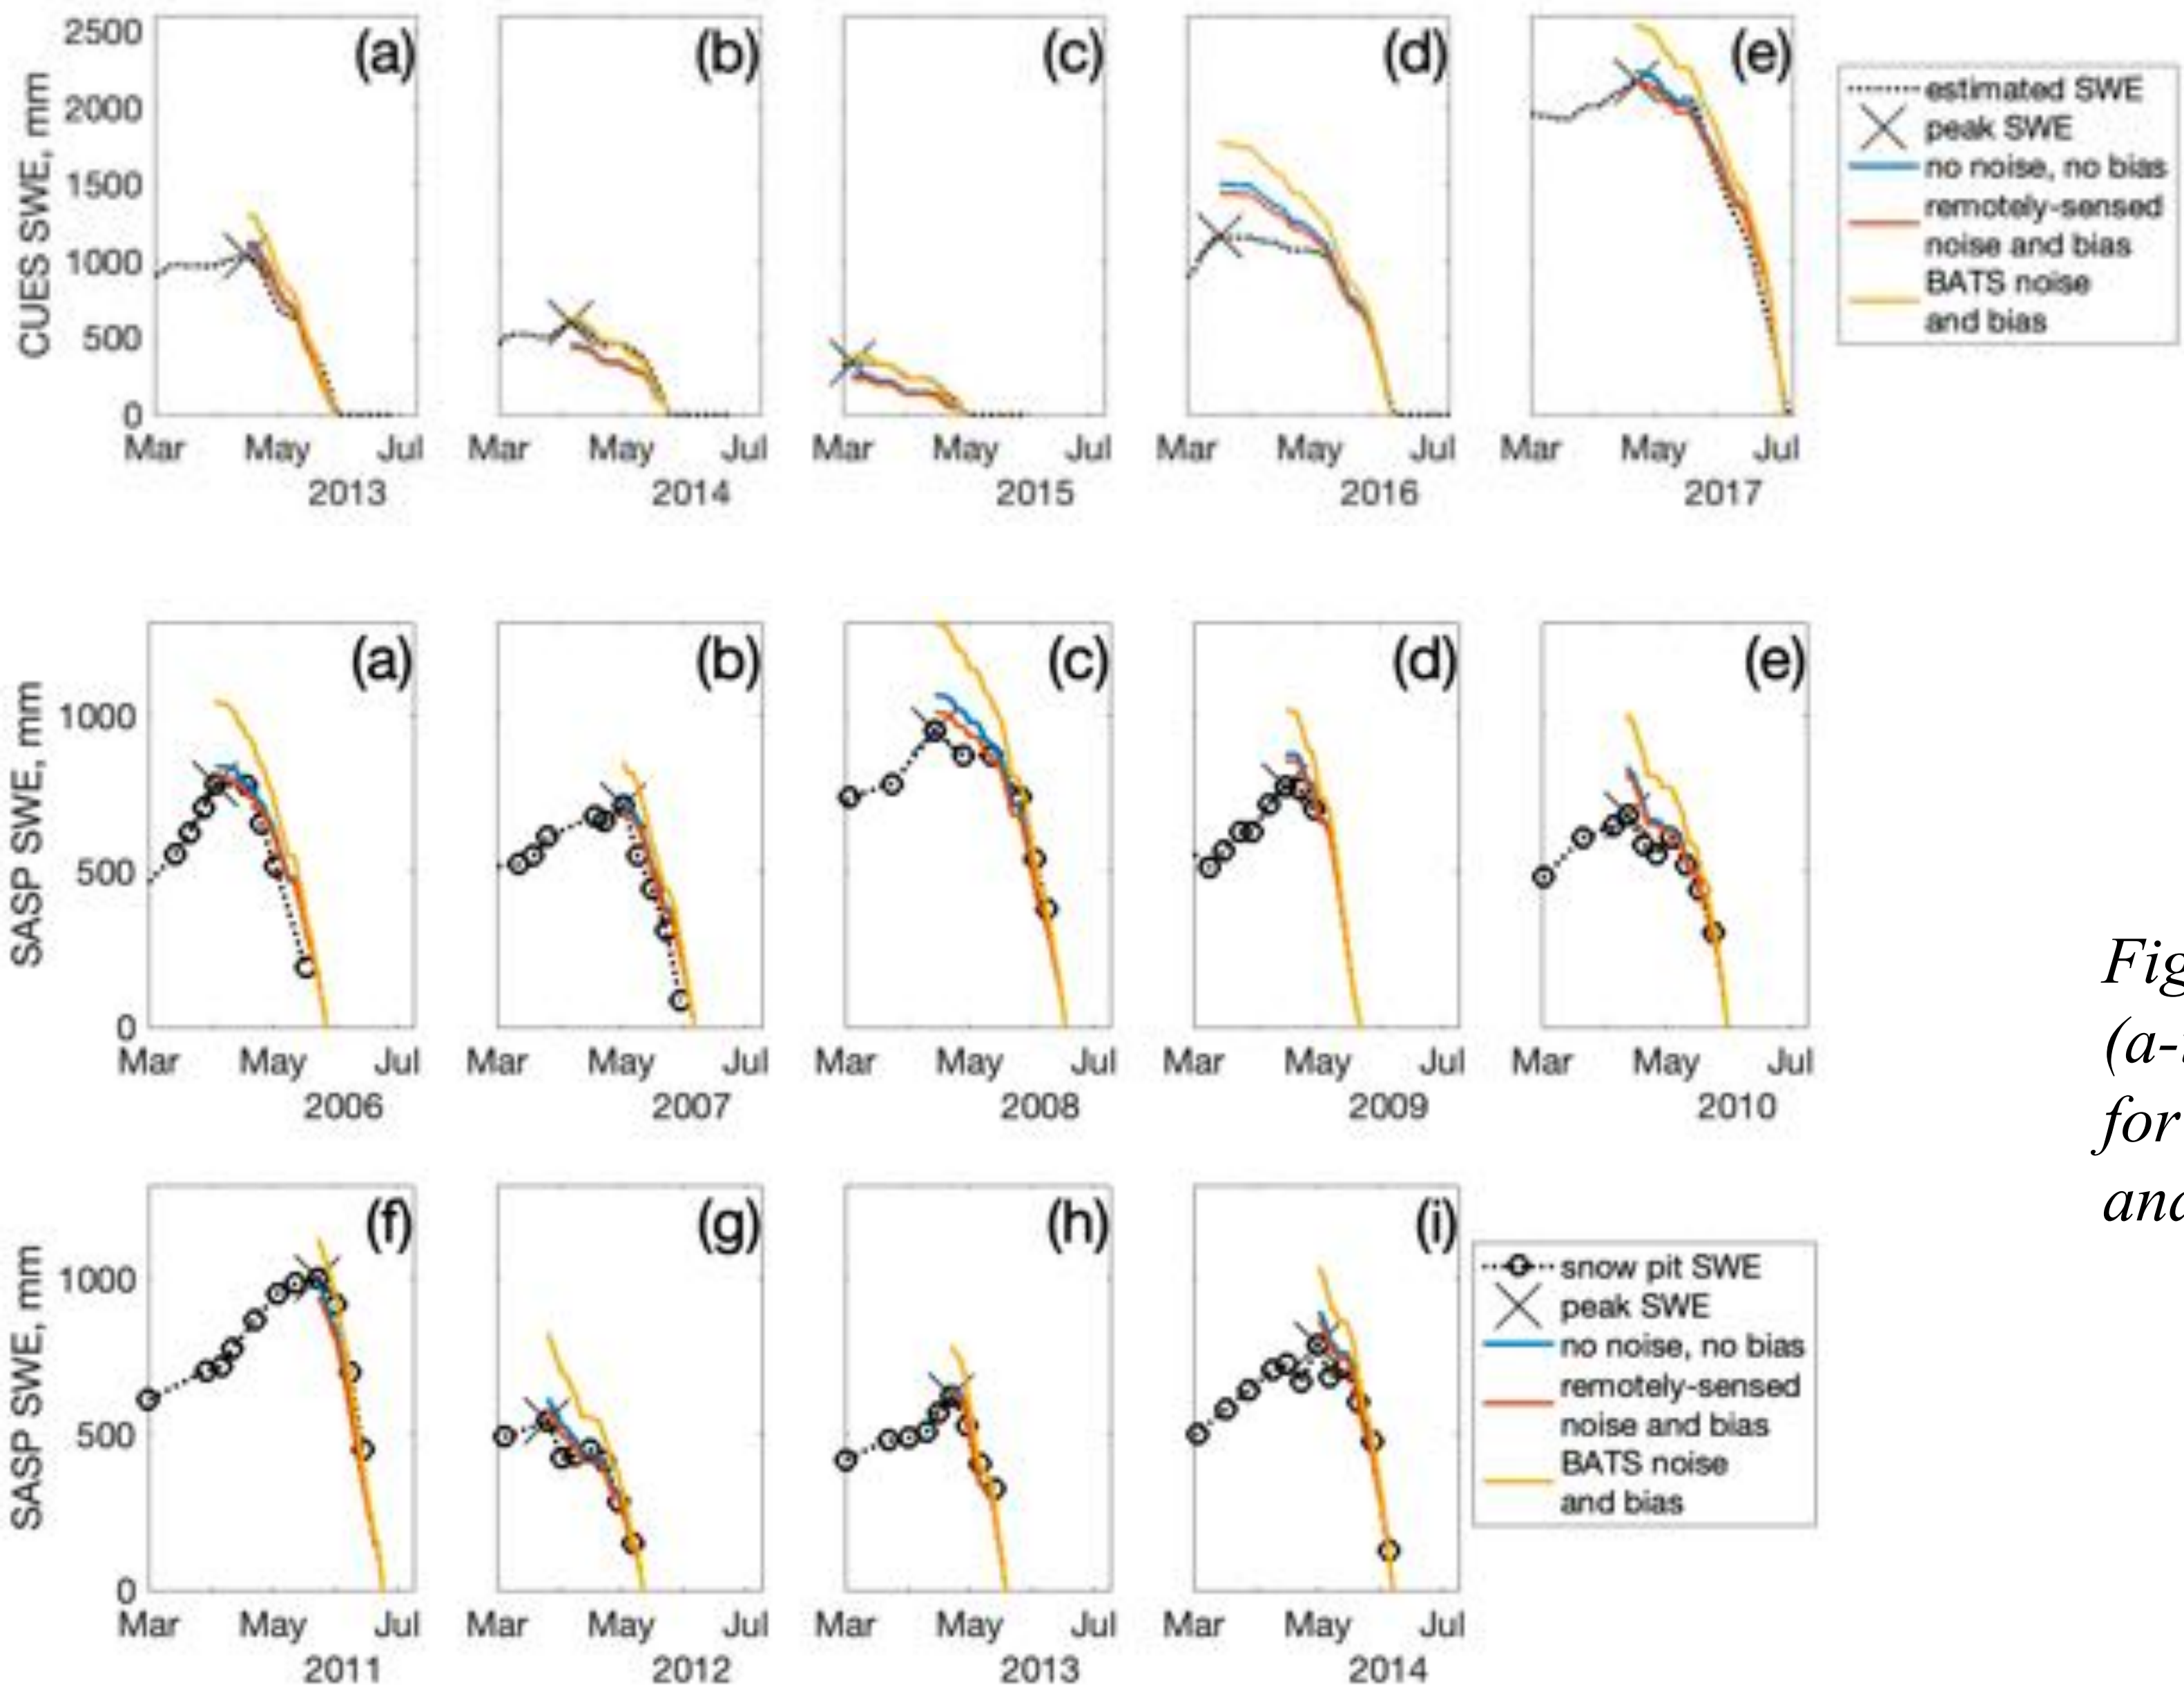 CUES SWE, mm
2500
2000
1500
1000
500
0
(a)
Mar May Jul
2013
(b)
Mar May Jul
2014
(c)
Mar May Jul
2015
(d)
Mar May Jul
2016
(e)
Mar May Jul
2017
estimated SWE
peak SWE
no noise, no bias
remotely-sensed
noise and bias
BATS noise
and bias
SASP SWE, mm
1000
500
0
(a)
Mar May Jul
2006
(b)
Mar May Jul
2007
(c)
Mar May Jul
2008
(d)
Mar May Jul
2009
(e)
Mar May Jul
2010
SASP SWE, mm
1000
500
0
(f)
Mar May Jul
2011
(g)
Mar May Jul
2012
(h)
Mar May Jul
2013
(i)
Mar May Jul
2014
snow pit SWE
peak SWE
no noise, no bias
remotely-sensed
noise and bias
BATS noise
and bias
Fig
(a-
for
and